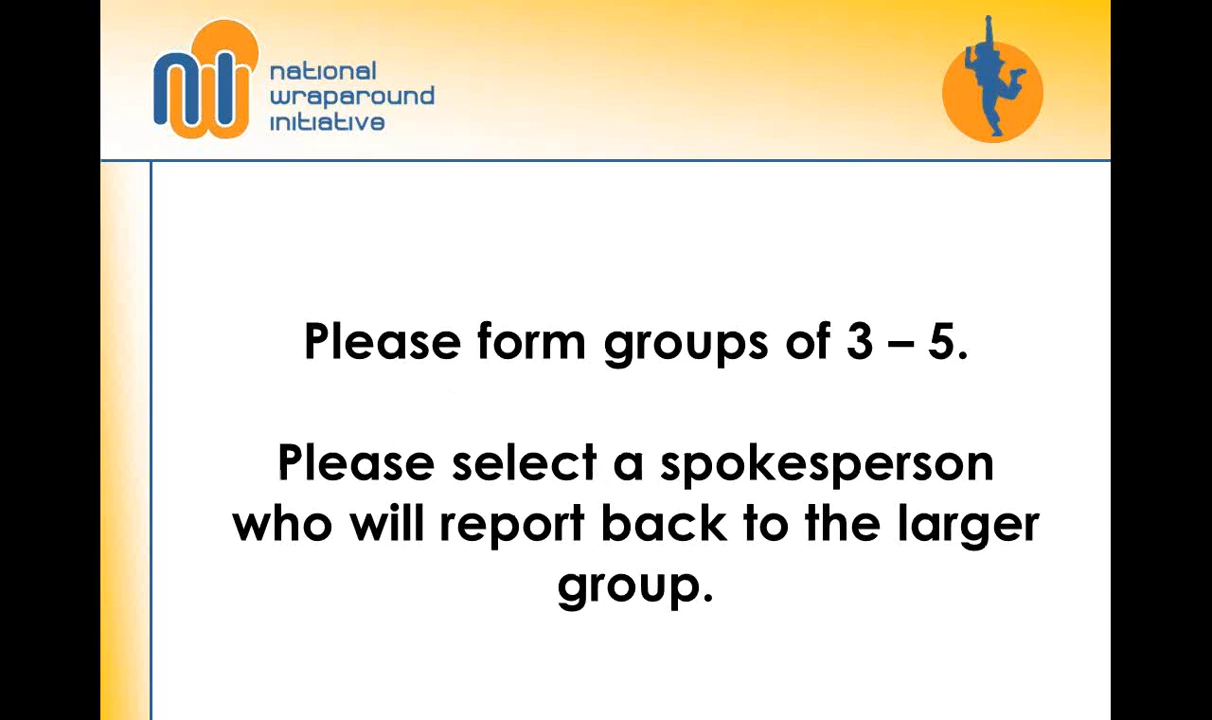 national
wraparound
initiative
Please form groups of 3 – 5.
Please select a spokesperson
who will report back to the larger
group.